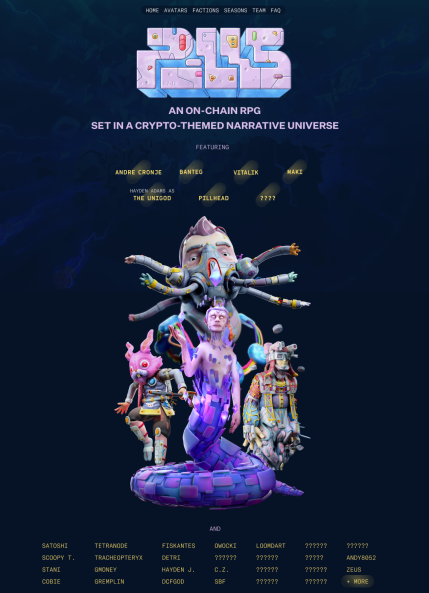 HOME AVATARS FACTIONS SEASONS TEAM FAQ
AN ON-CHAIN RPG
SET IN A CRYPTO-THEMED NARRATIVE UNIVERSE
FEATURING
ANDRE CRONJE BANTEG VITALIK MAKI
HAYDEN ADAMS AS
THE UNIGOD PILLHEAD ????
AND
SATOSHI TETRANODE FISKANTES OWOCKI LOOMDART ?????? ??????
SCOOPY T. TRACHEOPTERYX DETRI ?????? ?????? ????? ANDY8052
STANI GMONEY HAYDEN J. C.Z. ?????? ?????? ZEUS
COBIE GREMPLIN DCFGOD SBF ?????? ?????? + MORE